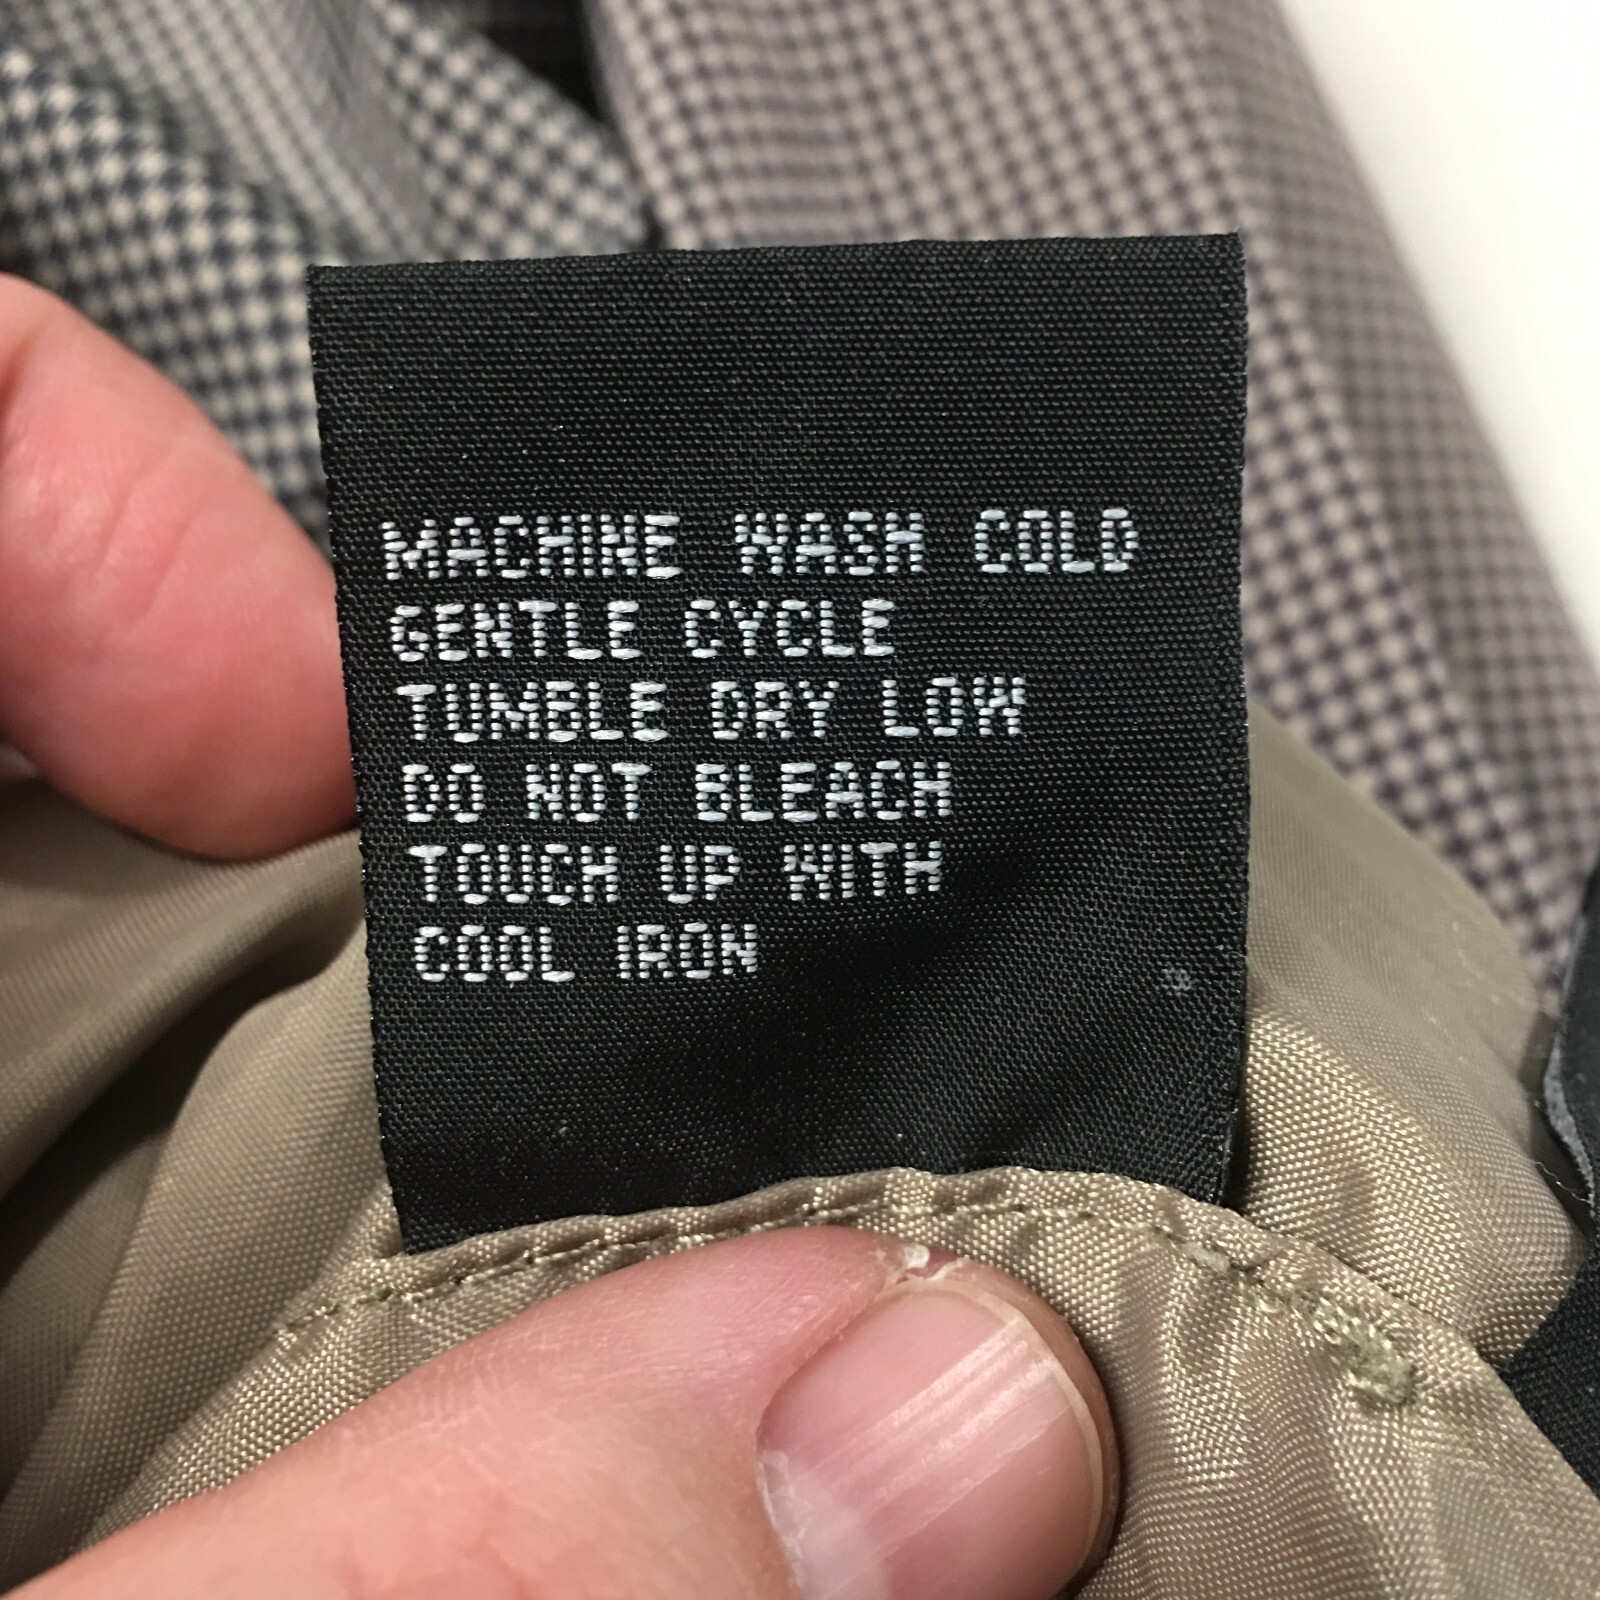 MACHINE WASH COLD
GENTLE CYCLE
TUMBLE DRY LOW
DO NOT BLEACH
TOUCH UP WITH
COOL IRON